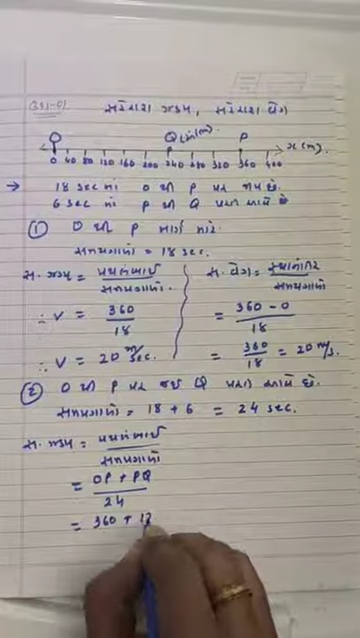 સરેરાશ ઝડપ, સરેરાશ વેગ
O Q(in m) P
0 40 80 120 160 200 240 280 320 360 400 x(m).
→ 18 sec માં O થી P પર જાય છે.
6 sec માં P થી Q પર આવે છે
① O થી P માટે
સમયગાળો = 18 sec.
સ. ઝડપ = પથલંબાઈ / સમયગાળો.
સ. વેગ = સ્થાનાંતર / સમયગાળો
∴ V = 360 / 18
= 360 - 0 / 18
∴ V = 20 m/sec.
= 360 / 18 = 20 m/s.
② O થી P પર જઈ Q પર આવે છે.
સમયગાળો = 18 + 6 = 24 sec.
સ. ઝડપ = પથલંબાઈ / સમયગાળો
= OP + PQ / 24
= 360 + 12